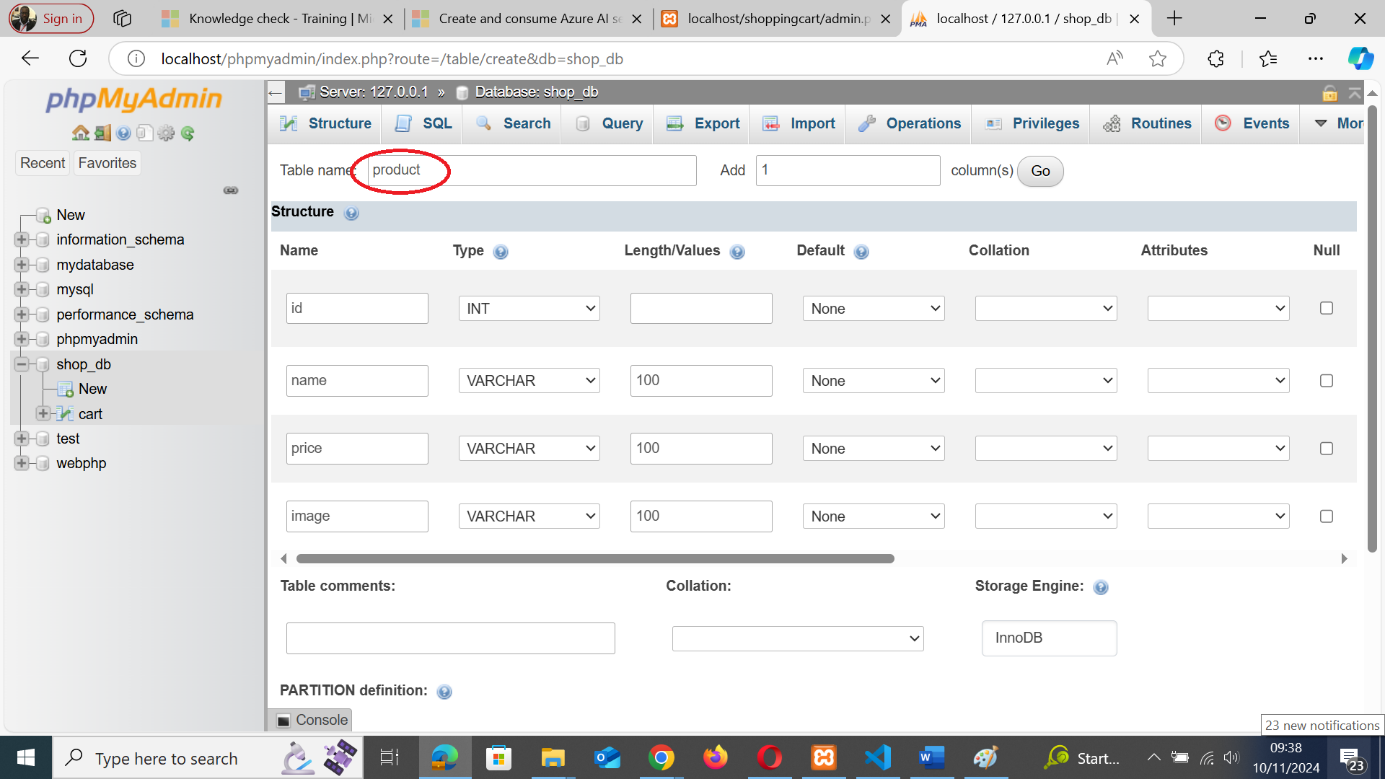 Sign in
Knowledge check - Training | Mi
Create and consume Azure AI se
localhost/shoppingcart/admin.p
localhost / 127.0.0.1 / shop_db |
localhost/phpmyadmin/index.php?route=/table/create&db=shop_db
phpMyAdmin
Recent Favorites
New
information_schema
mydatabase
mysql
performance_schema
phpmyadmin
shop_db
New
cart
test
webphp
Server: 127.0.0.1 » Database: shop_db
Structure SQL Search Query Export Import Operations Privileges Routines Events Mor
Table name: product Add 1 column(s) Go
Structure
Name Type Length/Values Default Collation Attributes Null
id INT None
name VARCHAR 100 None
price VARCHAR 100 None
image VARCHAR 100 None
Table comments: Collation: Storage Engine:
InnoDB
PARTITION definition:
Console
23 new notifications
Type here to search
Start...
09:38
10/11/2024
23